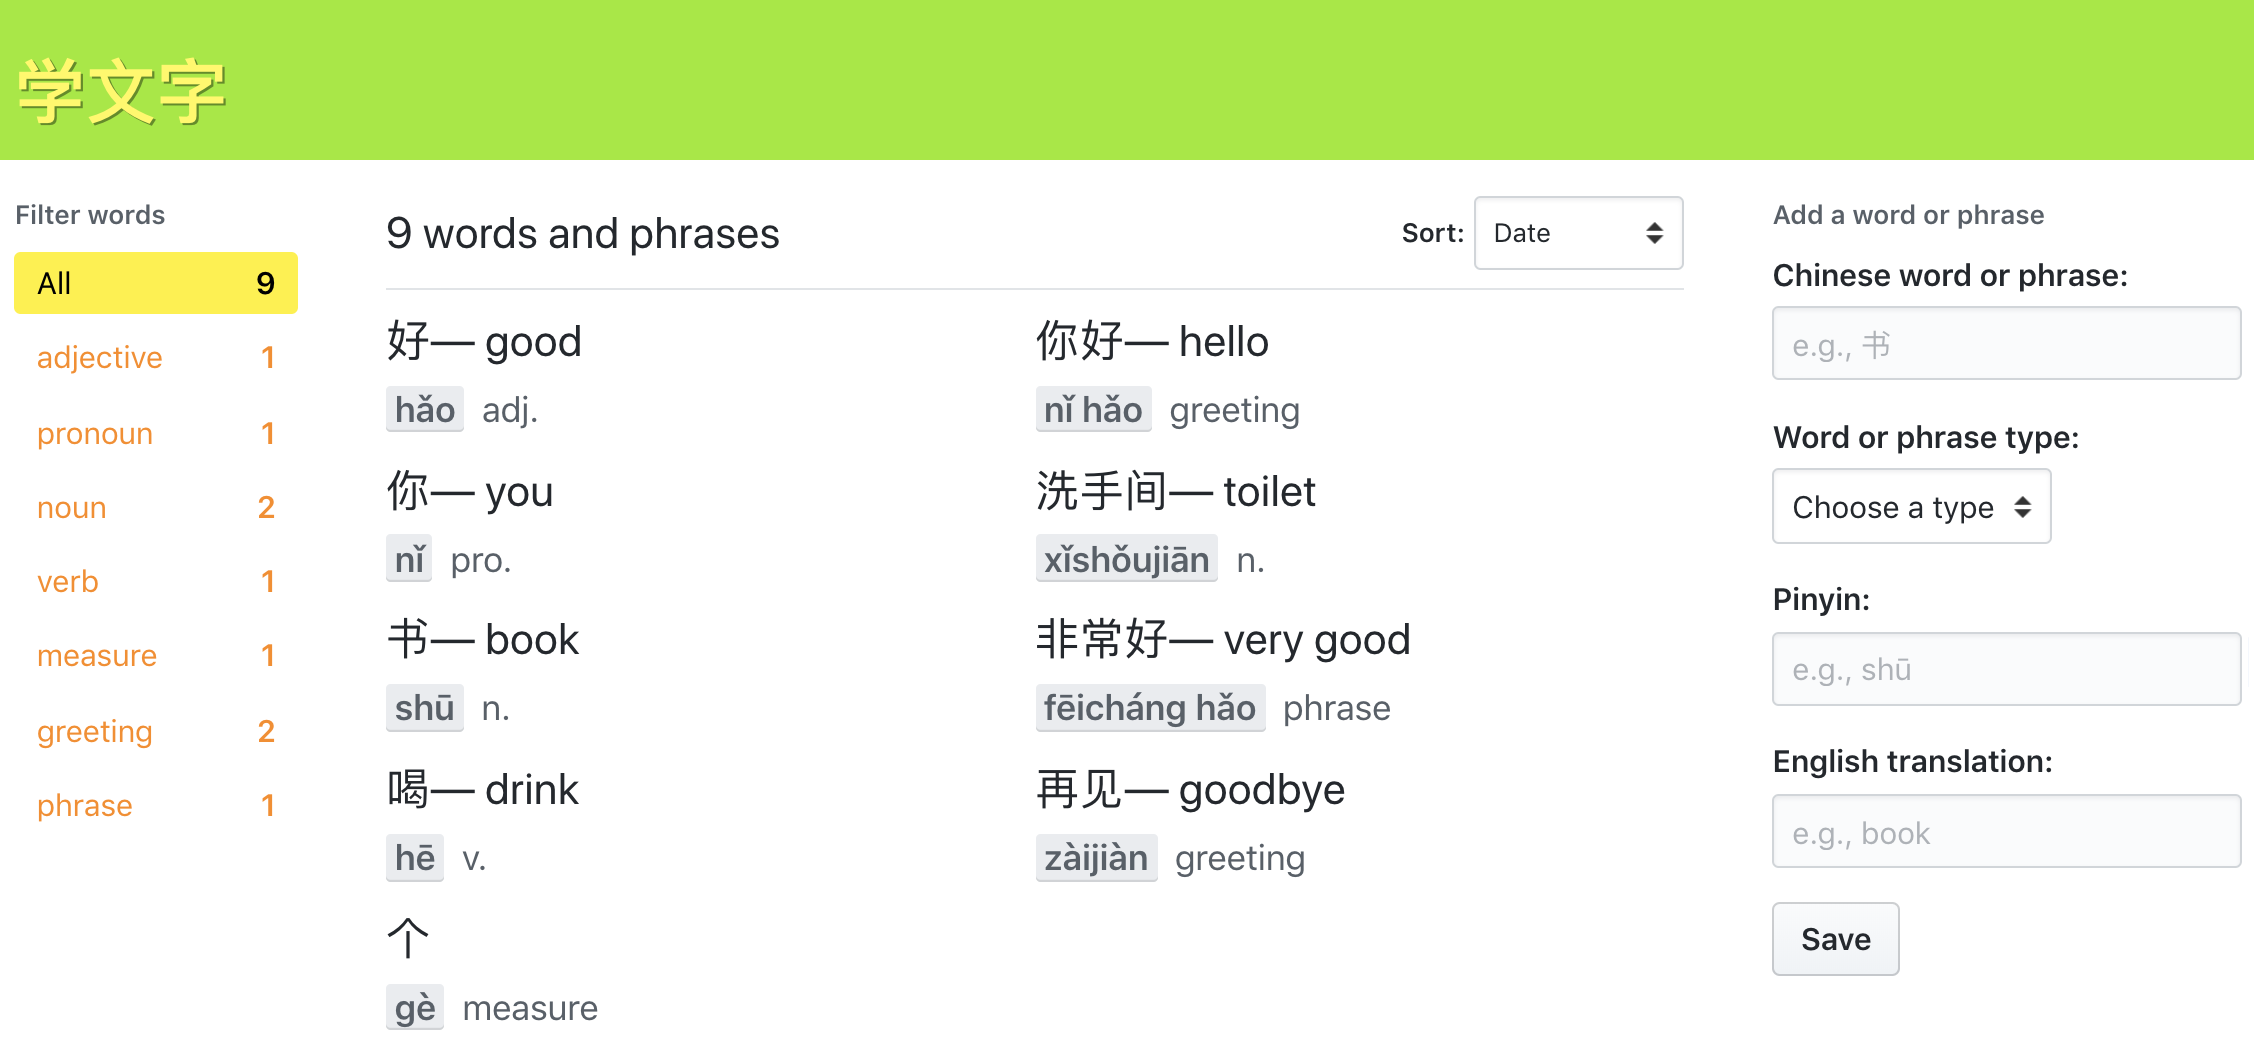 学文字
Filter words
All 9
adjective 1
pronoun 1
noun 2
verb 1
measure 1
greeting 2
phrase 1
9 words and phrases
Sort: Date
好— good
hǎo adj.
你— you
nǐ pro.
书— book
shū n.
喝— drink
hē v.
个
gè measure
你好— hello
nǐ hǎo greeting
洗手间— toilet
xǐshǒujiān n.
非常好— very good
fēicháng hǎo phrase
再见— goodbye
zàijiàn greeting
Add a word or phrase
Chinese word or phrase:
e.g., 书
Word or phrase type:
Choose a type
Pinyin:
e.g., shū
English translation:
e.g., book
Save